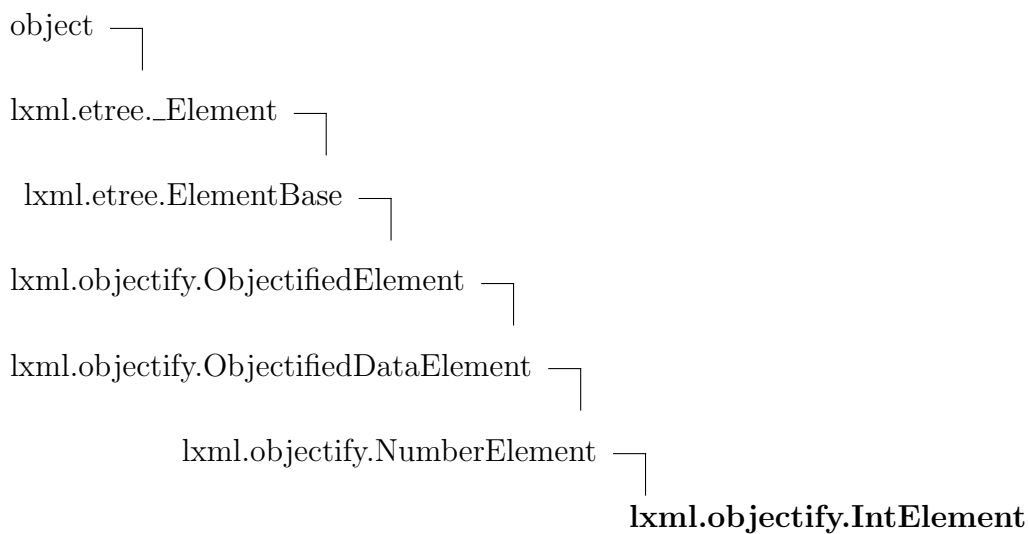 object
lxml.etree._Element
lxml.etree.ElementBase
lxml.objectify.ObjectifiedElement
lxml.objectify.ObjectifiedDataElement
lxml.objectify.NumberElement
lxml.objectify.IntElement